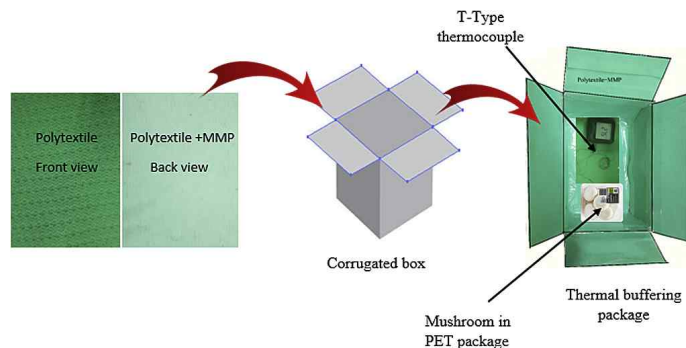 T-Type
thermocouple
Polytextile+MMP
Polytextile
Front view
Polytextile +MMP
Back view
Corrugated box
Mushroom in
PET package
Thermal buffering
package